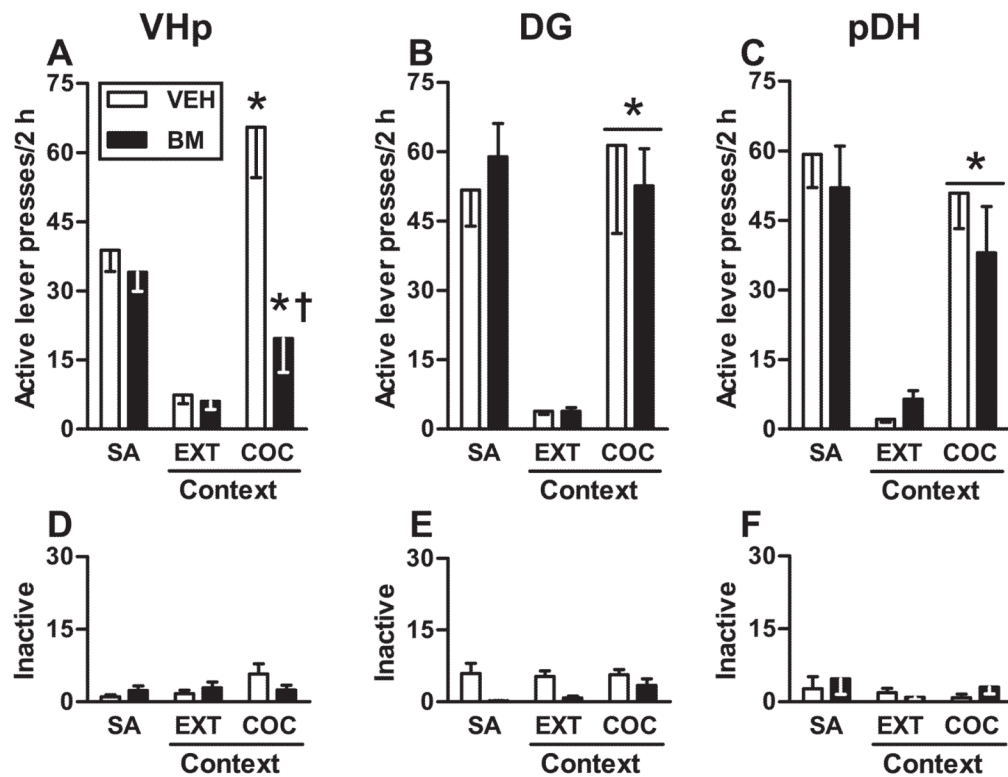 VHp DG pDH
A B C
Active lever presses/2 h
75
60
45
30
15
0
VEH
BM
*
*†
SA EXT COC
Context
Active lever presses/2 h
75
60
45
30
15
0
*
SA EXT COC
Context
Active lever presses/2 h
75
60
45
30
15
0
*
SA EXT COC
Context
D E F
Inactive
30
15
0
SA EXT COC
Context
Inactive
30
15
0
SA EXT COC
Context
Inactive
30
15
0
SA EXT COC
Context